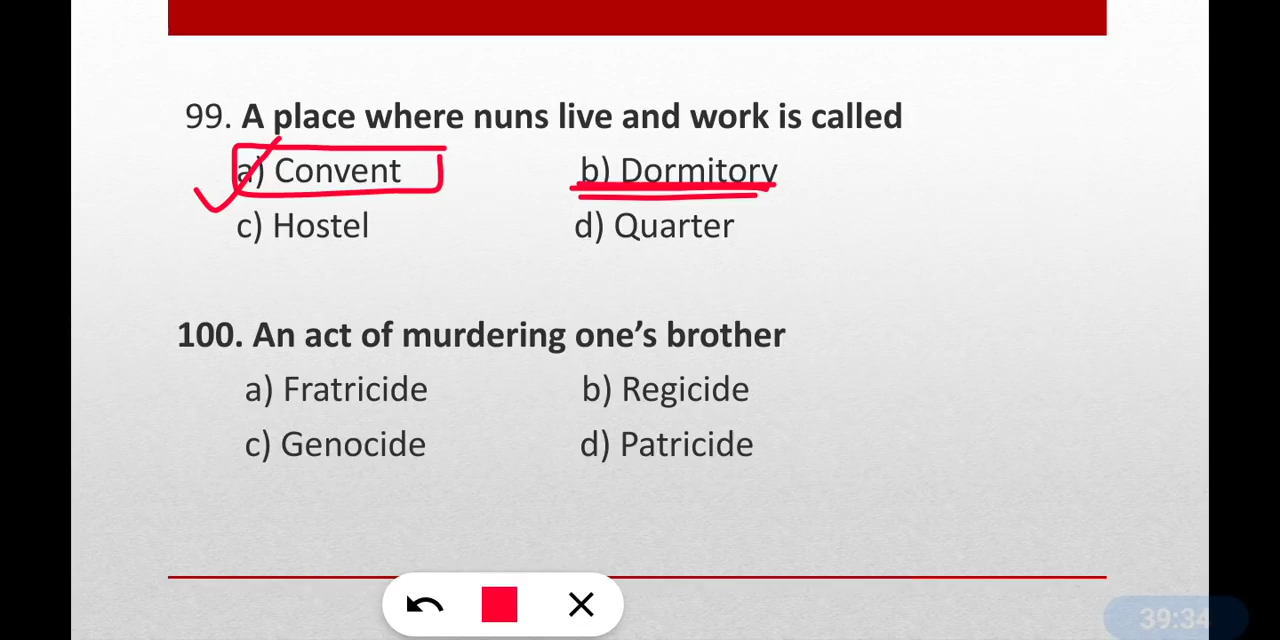 99. A place where nuns live and work is called
a) Convent b) Dormitory
c) Hostel d) Quarter
100. An act of murdering one’s brother
a) Fratricide b) Regicide
c) Genocide d) Patricide
39:34